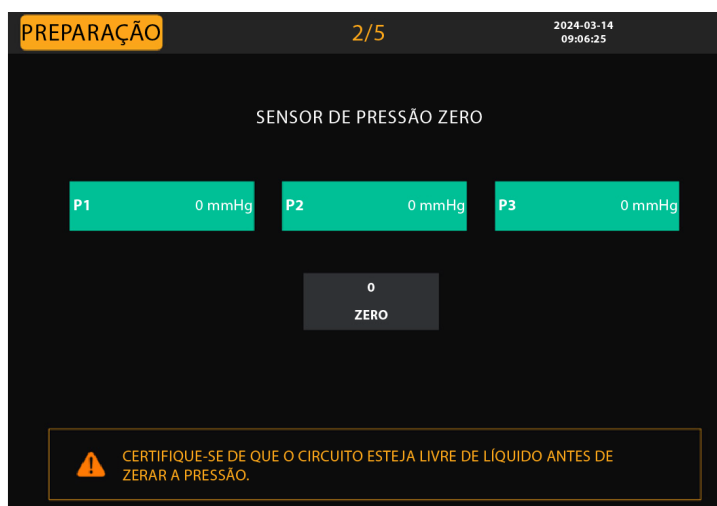 PREPARAÇÃO
2/5
2024-03-14
09:06:25
SENSOR DE PRESSÃO ZERO
P1 0 mmHg
P2 0 mmHg
P3 0 mmHg
0
ZERO
CERTIFIQUE-SE DE QUE O CIRCUITO ESTEJA LIVRE DE LÍQUIDO ANTES DE
ZERAR A PRESSÃO.